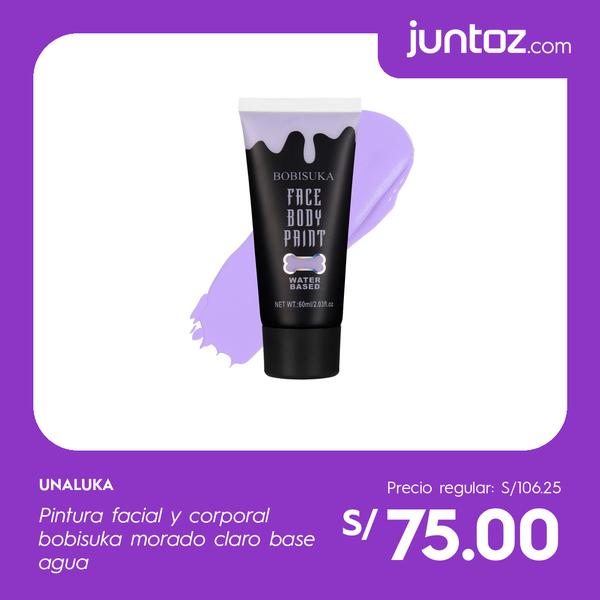 juntoz.com
BOBISUKA
FACE
BODY
PAINT
WATER
BASED
NET WT.:60ml/2.03fl.oz
UNALUKA
Pintura facial y corporal
bobisuka morado claro base
agua
Precio regular: S/106.25
S/75.00